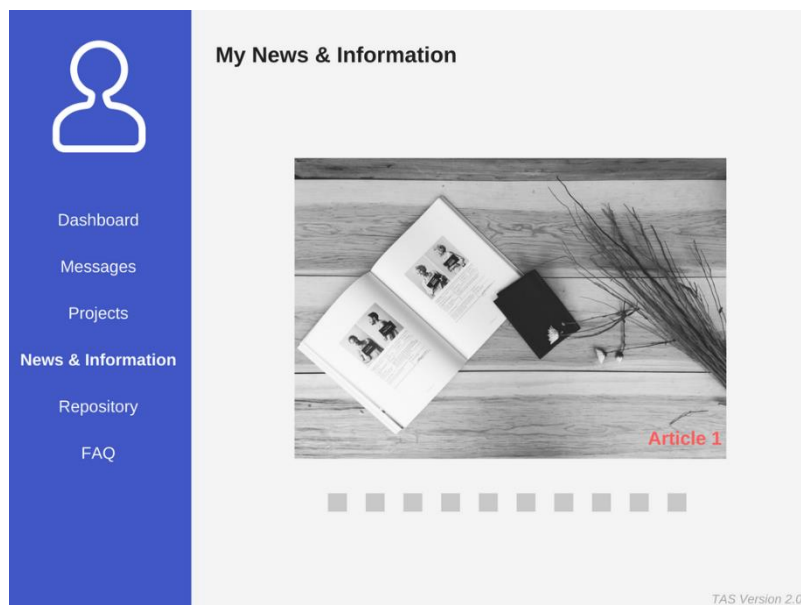 My News & Information
Dashboard
Messages
Projects
News & Information
Repository
FAQ
Article 1
TAS Version 2.0